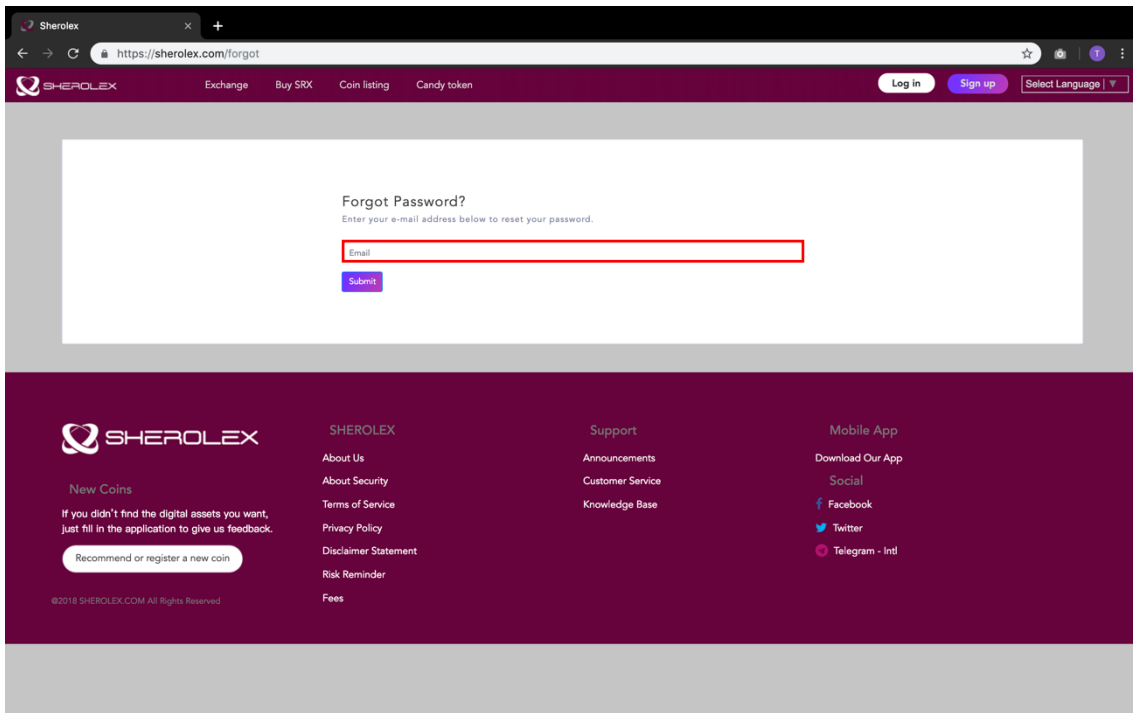 Sherolex
https://sherolex.com/forgot
T
SHEROLEX
Exchange
Buy SRX
Coin listing
Candy token
Log in
Sign up
Select Language
Forgot Password?
Enter your e-mail address below to reset your password.
Email
Submit
SHEROLEX
New Coins
If you didn't find the digital assets you want,
just fill in the application to give us feedback.
Recommend or register a new coin
@2018 SHEROLEX.COM All Rights Reserved
SHEROLEX
About Us
About Security
Terms of Service
Privacy Policy
Disclaimer Statement
Risk Reminder
Fees
Support
Announcements
Customer Service
Knowledge Base
Mobile App
Download Our App
Social
Facebook
Twitter
Telegram - Intl